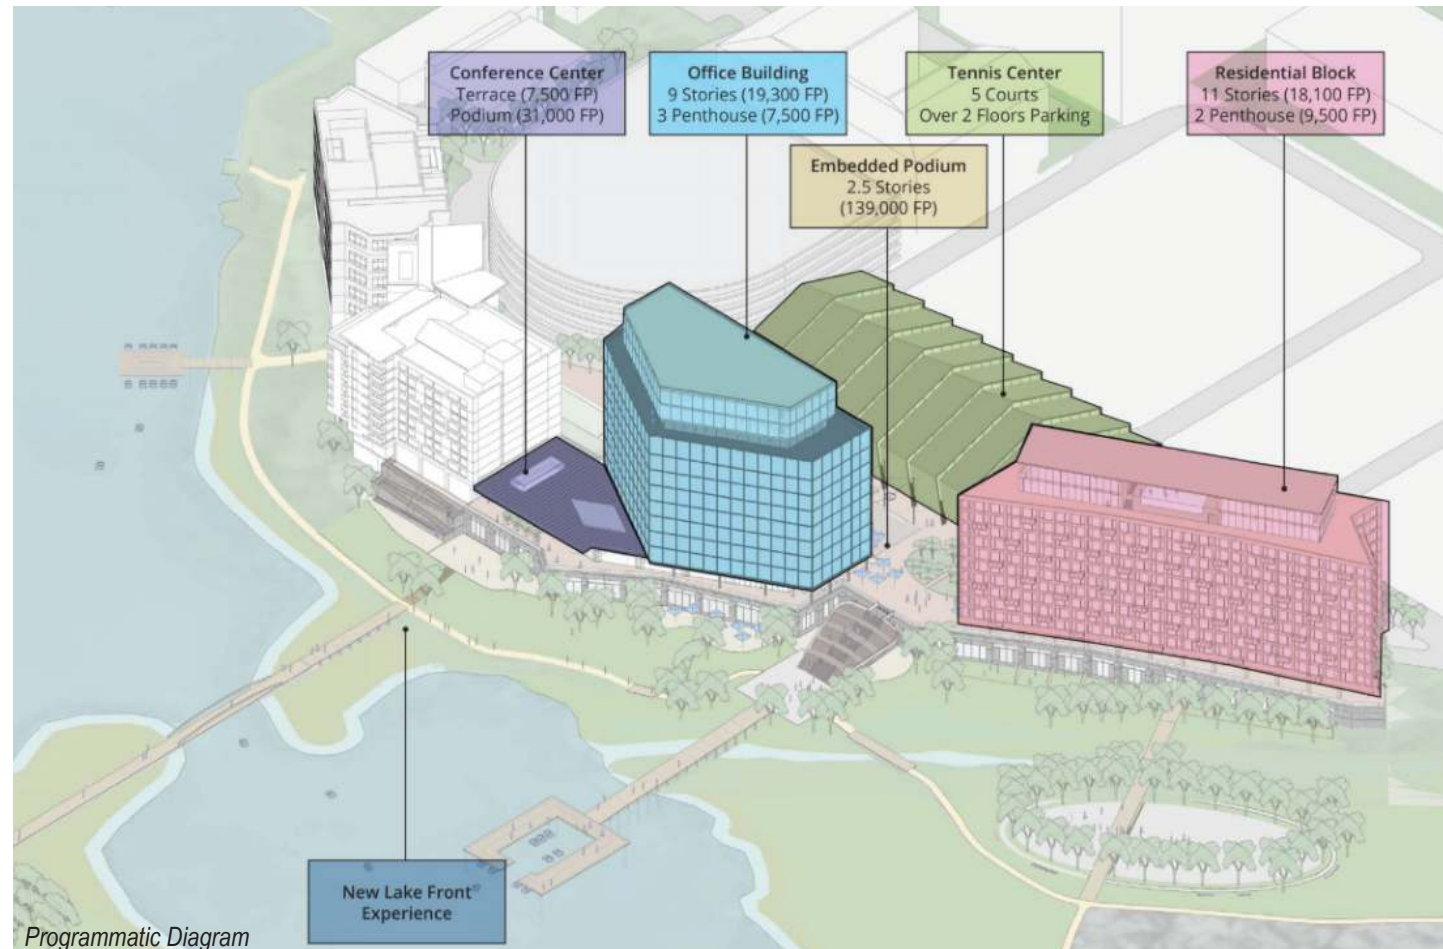 Conference Center
Terrace (7,500 FP)
Podium (31,000 FP)
Office Building
9 Stories (19,300 FP)
3 Penthouse (7,500 FP)
Tennis Center
5 Courts
Over 2 Floors Parking
Residential Block
11 Stories (18,100 FP)
2 Penthouse (9,500 FP)
Embedded Podium
2.5 Stories
(139,000 FP)
New Lake Front
Experience
Programmatic Diagram